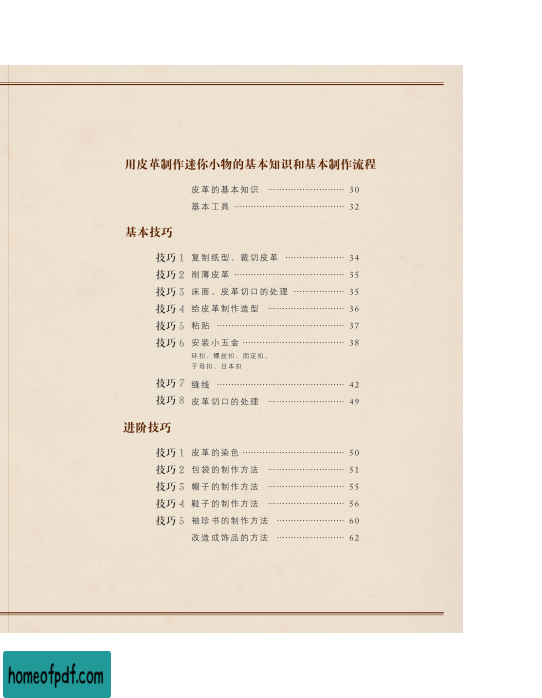 用皮革制作迷你小物的基本知识和基本制作流程
皮革的基本知识 ………………………… 30
基本工具 ………………………… 32
基本技巧
技巧 1 复制纸型、裁切皮革 ………………………… 34
技巧 2 削薄皮革 ………………………… 35
技巧 3 床面、皮革切口的处理 ………………………… 35
技巧 4 给皮革制作造型 ………………………… 36
技巧 5 粘贴 ………………………… 37
技巧 6 安装小五金 ………………………… 38
环扣、螺丝扣、固定扣、
子母扣、日本扣
技巧 7 缝线 ………………………… 42
技巧 8 皮革切口的处理 ………………………… 49
进阶技巧
技巧 1 皮革的染色 ………………………… 50
技巧 2 包袋的制作方法 ………………………… 51
技巧 3 帽子的制作方法 ………………………… 55
技巧 4 鞋子的制作方法 ………………………… 56
技巧 5 袖珍书的制作方法 ………………………… 60
改造成饰品的方法 ………………………… 62
homeofpdf.com